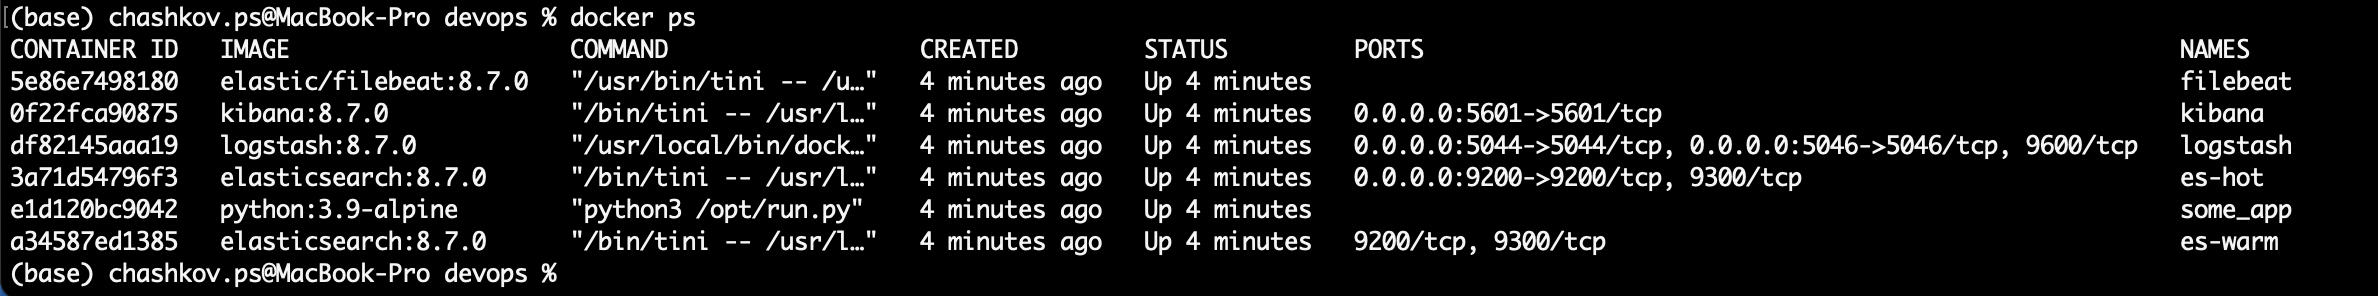 (base) chashkov.ps@MacBook-Pro devops % docker ps
CONTAINER ID   IMAGE                    COMMAND                  CREATED         STATUS         PORTS                                                      NAMES
5e86e7498180   elastic/filebeat:8.7.0   "/usr/bin/tini -- /u…"   4 minutes ago   Up 4 minutes                                                              filebeat
0f22fca90875   kibana:8.7.0             "/bin/tini -- /usr/l…"   4 minutes ago   Up 4 minutes   0.0.0.0:5601->5601/tcp                                     kibana
df82145aaa19   logstash:8.7.0           "/usr/local/bin/dock…"   4 minutes ago   Up 4 minutes   0.0.0.0:5044->5044/tcp, 0.0.0.0:5046->5046/tcp, 9600/tcp   logstash
3a71d54796f3   elasticsearch:8.7.0      "/bin/tini -- /usr/l…"   4 minutes ago   Up 4 minutes   0.0.0.0:9200->9200/tcp, 9300/tcp                           es-hot
e1d120bc9042   python:3.9-alpine        "python3 /opt/run.py"    4 minutes ago   Up 4 minutes                                                              some_app
a34587ed1385   elasticsearch:8.7.0      "/bin/tini -- /usr/l…"   4 minutes ago   Up 4 minutes   9200/tcp, 9300/tcp                                         es-warm
(base) chashkov.ps@MacBook-Pro devops %